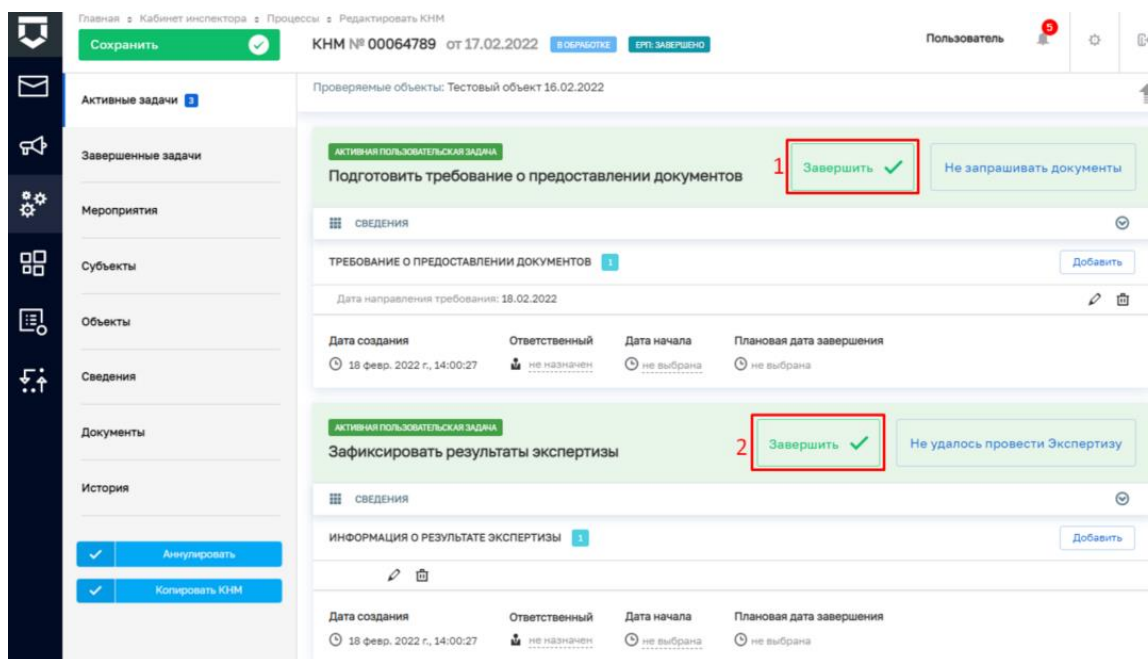 Главная Кабинет инспектора Процессы Редактировать КНМ
Сохранить
КНМ № 00064789 от 17.02.2022 В ОБРАБОТКЕ ЕРП: ЗАВЕРШЕНО
Пользователь
5
Активные задачи 3
Завершенные задачи
Мероприятия
Субъекты
Объекты
Сведения
Документы
История
Аннулировать
Копировать КНМ
Проверяемые объекты: Тестовый объект 16.02.2022
АКТИВНАЯ ПОЛЬЗОВАТЕЛЬСКАЯ ЗАДАЧА
Подготовить требование о предоставлении документов
1
Завершить
Не запрашивать документы
СВЕДЕНИЯ
ТРЕБОВАНИЕ О ПРЕДОСТАВЛЕНИИ ДОКУМЕНТОВ 1
Добавить
Дата направления требования: 18.02.2022
Дата создания Ответственный Дата начала Плановая дата завершения
18 февр. 2022 г., 14:00:27 не назначен не выбрана не выбрана
АКТИВНАЯ ПОЛЬЗОВАТЕЛЬСКАЯ ЗАДАЧА
Зафиксировать результаты экспертизы
2
Завершить
Не удалось провести Экспертизу
СВЕДЕНИЯ
ИНФОРМАЦИЯ О РЕЗУЛЬТАТЕ ЭКСПЕРТИЗЫ 1
Добавить
Дата создания Ответственный Дата начала Плановая дата завершения
18 февр. 2022 г., 14:00:27 не назначен не выбрана не выбрана